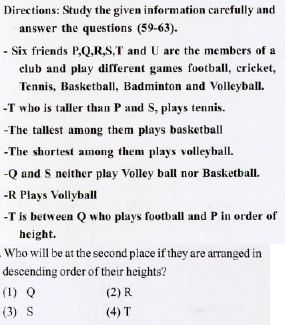 Directions: Study the given information carefully and
answer the questions (59-63).
- Six friends P,Q,R,S,T and U are the members of a
club and play different games football, cricket,
Tennis, Basketball, Badminton and Volleyball.
-T who is taller than P and S, plays tennis.
-The tallest among them plays basketball
-The shortest among them plays volleyball.
-Q and S neither play Volley ball nor Basketball.
-R Plays Vollyball
-T is between Q who plays football and P in order of
height.
. Who will be at the second place if they are arranged in
descending order of their heights?
(1) Q (2) R
(3) S (4) T